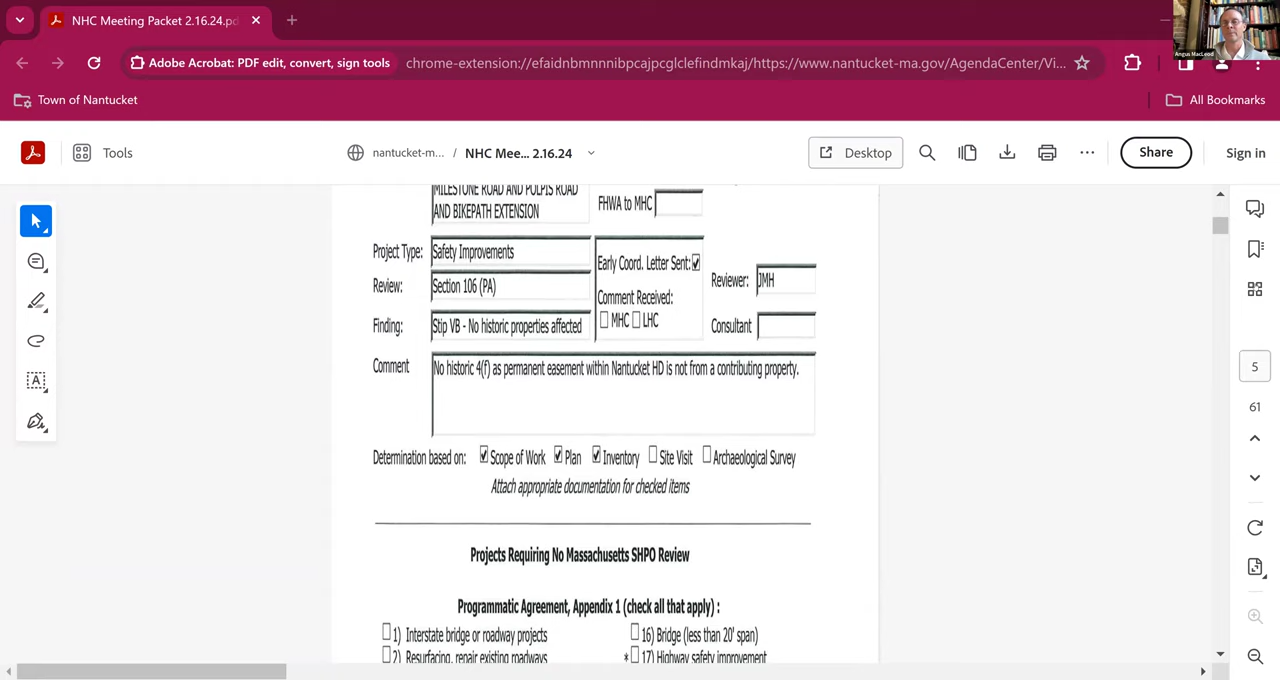 NHC Meeting Packet 2.16.24.pd
Adobe Acrobat: PDF edit, convert, sign tools
chrome-extension://efaidnbmnnnibpcajpcglclefindmkaj/https://www.nantucket-ma.gov/AgendaCenter/Vi...
Angus MacLeod
Town of Nantucket
All Bookmarks
Tools
nantucket-m... / NHC Mee... 2.16.24
Desktop
Share
Sign in
MILESTONE ROAD AND POLPIS ROAD
AND BIKEPATH EXTENSION
FHWA to MHC
Project Type: Safety Improvements
Early Coord. Letter Sent:
Reviewer: JMH
Review: Section 106 (PA)
Comment Received:
MHC LHC
Finding: Stip VB - No historic properties affected
Consultant
Comment No historic 4(f) as permanent easement within Nantucket HD is not from a contributing property.
5
61
Determination based on: Scope of Work Plan Inventory Site Visit Archaeological Survey
Attach appropriate documentation for checked items
Projects Requiring No Massachusetts SHPO Review
Programmatic Agreement, Appendix 1 (check all that apply) :
1) Interstate bridge or roadway projects
16) Bridge (less than 20' span)
2) Resurfacing, repair existing roadways
* 17) Highway safety improvement